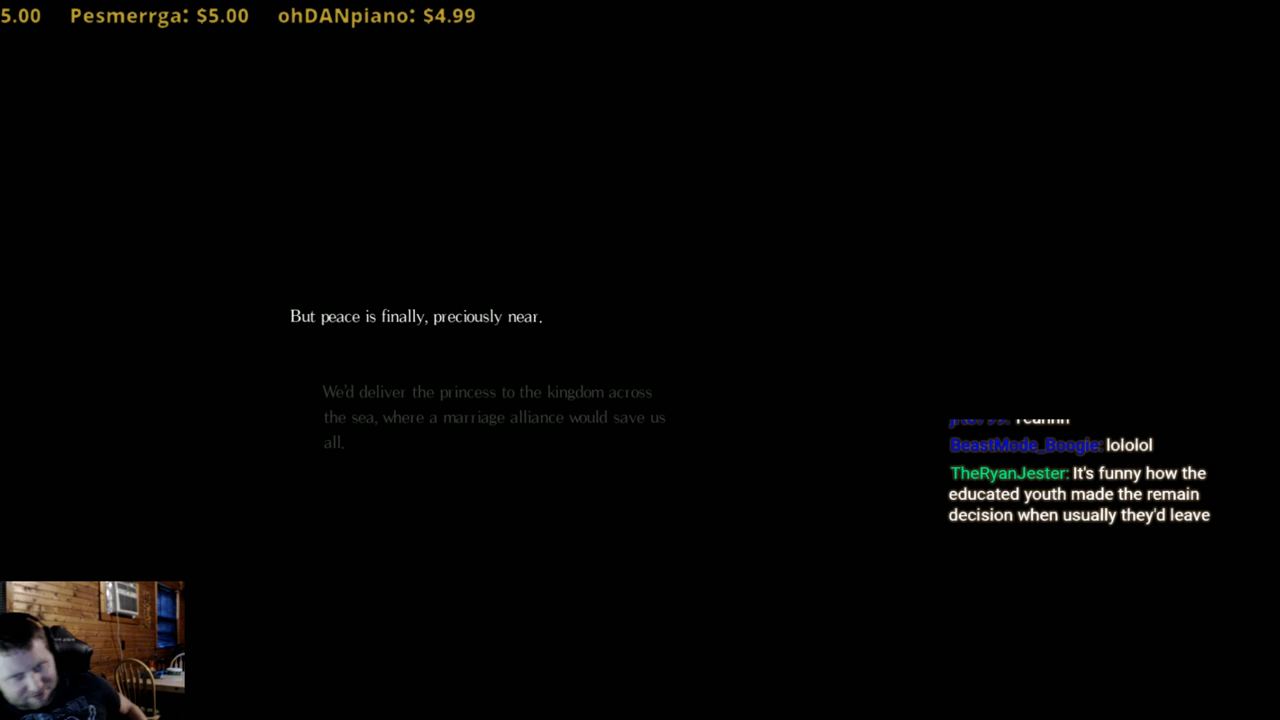 5.00 Pesmerrga: $5.00 ohDANpiano: $4.99
But peace is finally, preciously near.
We'd deliver the princess to the kingdom across
the sea, where a marriage alliance would save us
all.
BeastMode_Boogie: lololol
TheRyanJester: It's funny how the
educated youth made the remain
decision when usually they'd leave